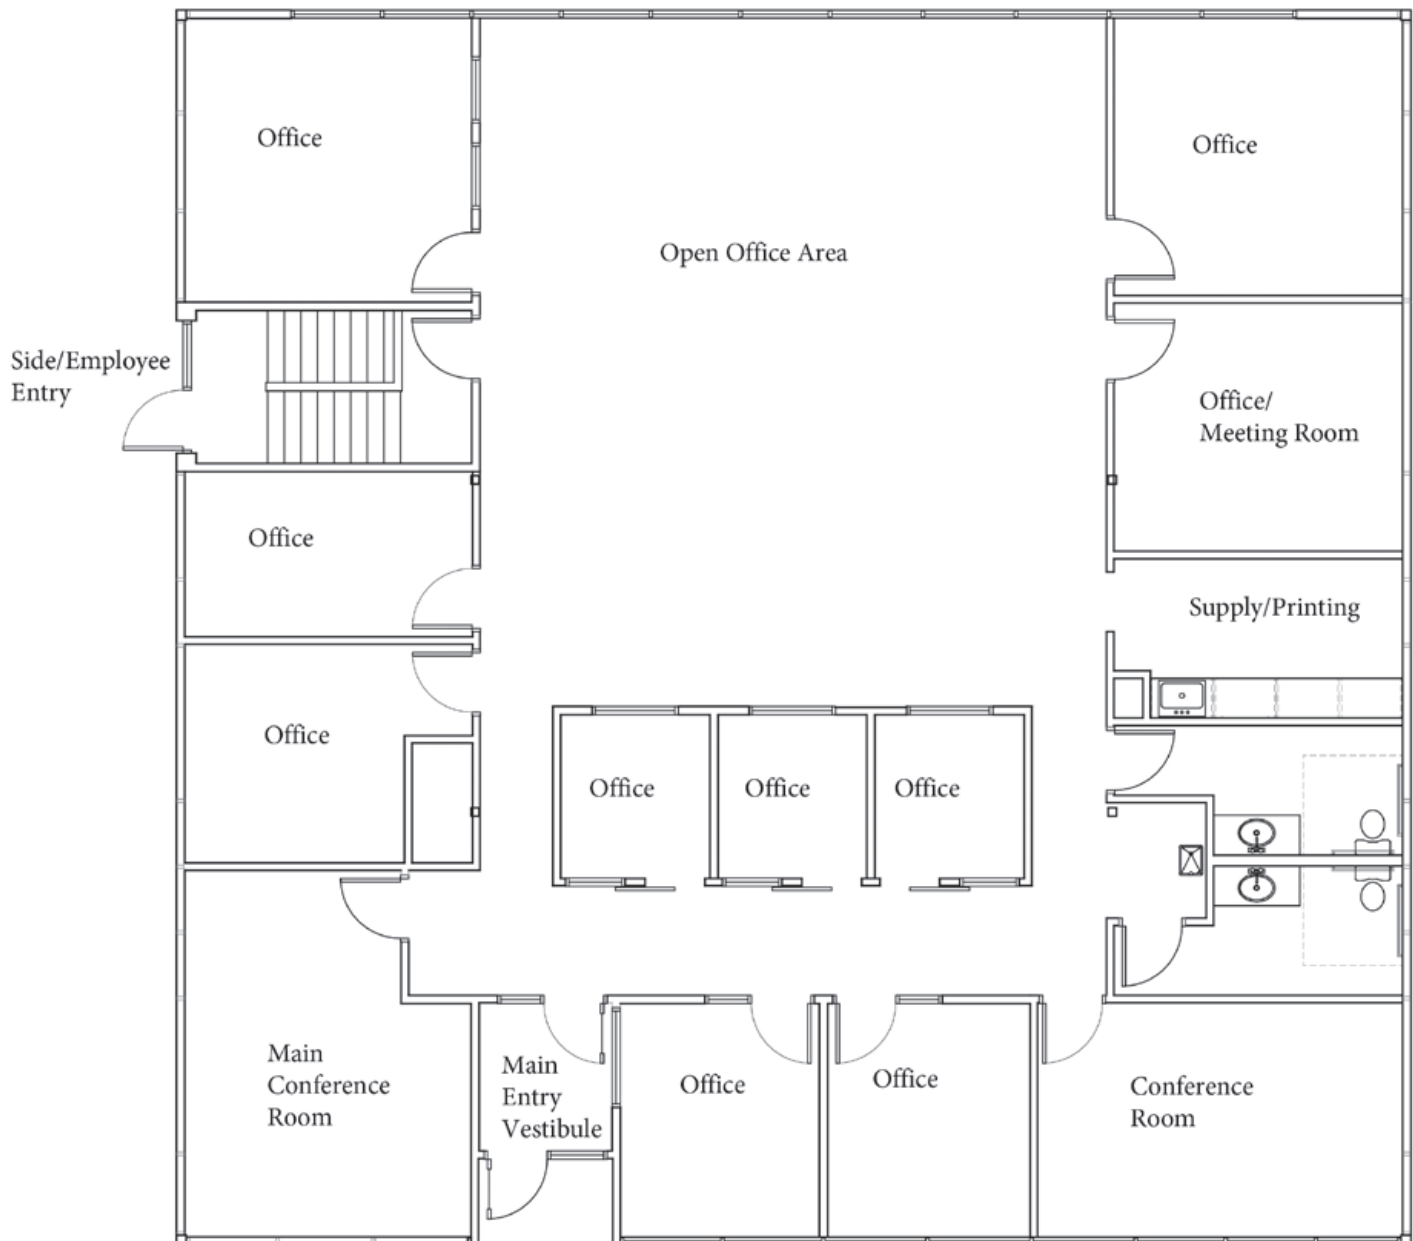 Office
Office
Open Office Area
Side/Employee
Entry
Office/
Meeting Room
Office
Supply/Printing
Office
Office
Office
Office
Main
Conference
Room
Main
Entry
Vestibule
Office
Office
Conference
Room